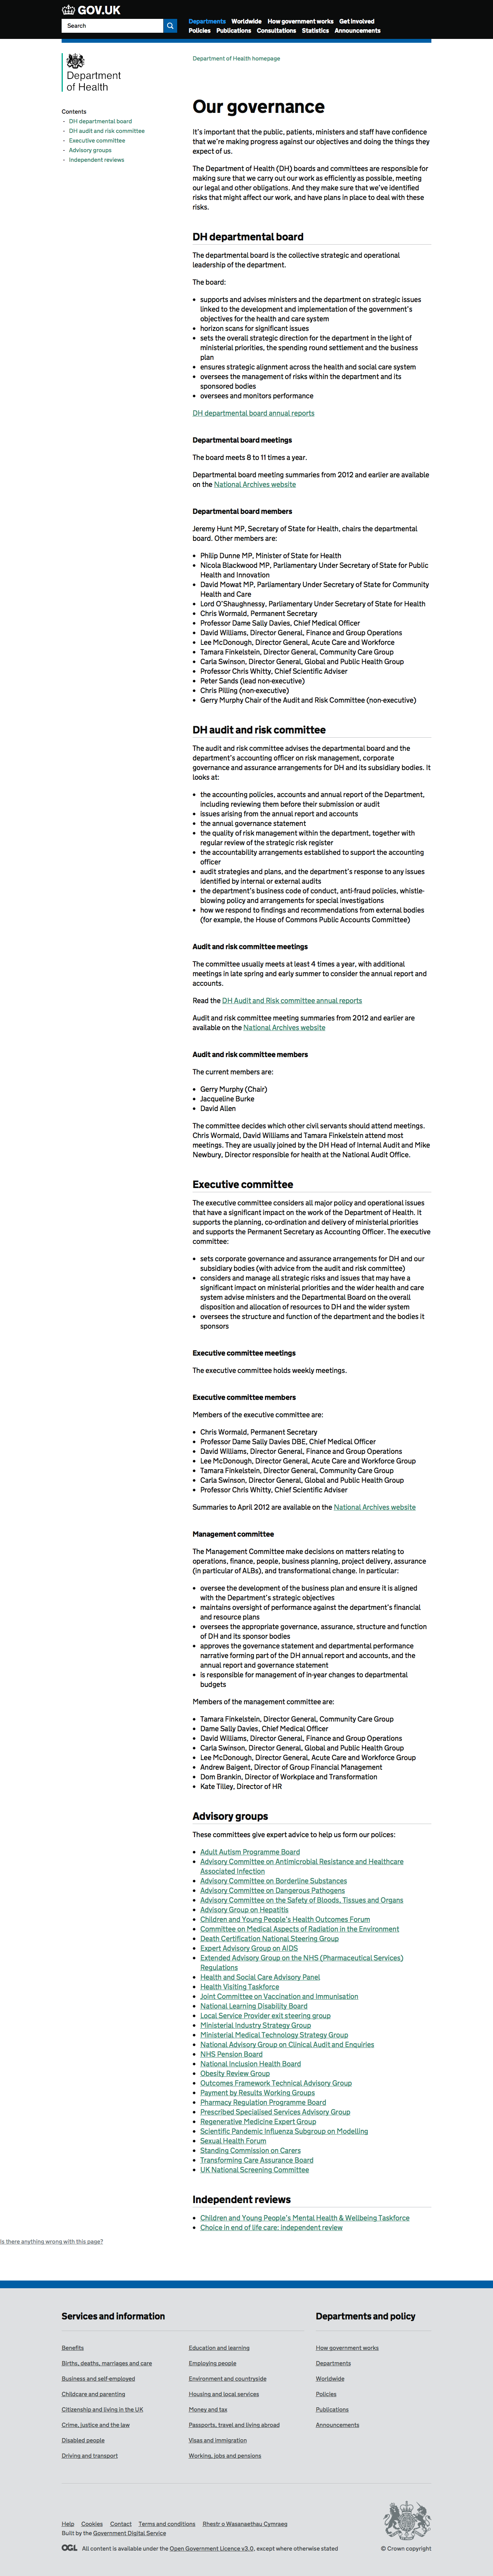 GOV.UK
Search
Departments Worldwide How government works Get involved
Policies Publications Consultations Statistics Announcements
Department
of Health
Department of Health homepage
Our governance
Contents
- DH departmental board
- DH audit and risk committee
- Executive committee
- Advisory groups
- Independent reviews
It's important that the public, patients, ministers and staff have confidence
that we're making progress against our objectives and doing the things they
expect of us.
The Department of Health (DH) boards and committees are responsible for
making sure that we carry out our work as efficiently as possible, meeting
our legal and other obligations. And they make sure that we've identified
risks that might affect our work, and have plans in place to deal with these
risks.
DH departmental board
The departmental board is the collective strategic and operational
leadership of the department.
The board:
• supports and advises ministers and the department on strategic issues
linked to the development and implementation of the government's
objectives for the health and care system
• horizon scans for significant issues
• sets the overall strategic direction for the department in the light of
ministerial priorities, the spending round settlement and the business
plan
• ensures strategic alignment across the health and social care system
• oversees the management of risks within the department and its
sponsored bodies
• oversees and monitors performance
DH departmental board annual reports
Departmental board meetings
The board meets 8 to 11 times a year.
Departmental board meeting summaries from 2012 and earlier are available
on the National Archives website
Departmental board members
Jeremy Hunt MP, Secretary of State for Health, chairs the departmental
board. Other members are:
• Philip Dunne MP, Minister of State for Health
• Nicola Blackwood MP, Parliamentary Under Secretary of State for Public
Health and Innovation
• David Mowat MP, Parliamentary Under Secretary of State for Community
Health and Care
• Lord O'Shaughnessy, Parliamentary Under Secretary of State for Health
• Chris Wormald, Permanent Secretary
• Professor Dame Sally Davies, Chief Medical Officer
• David Williams, Director General, Finance and Group Operations
• Lee McDonough, Director General, Acute Care and Workforce
• Tamara Finkelstein, Director General, Community Care Group
• Carla Swinson, Director General, Global and Public Health Group
• Professor Chris Whitty, Chief Scientific Adviser
• Peter Sands (lead non-executive)
• Chris Pilling (non-executive)
• Gerry Murphy Chair of the Audit and Risk Committee (non-executive)
DH audit and risk committee
The audit and risk committee advises the departmental board and the
department's accounting officer on risk management, corporate
governance and assurance arrangements for DH and its subsidiary bodies. It
looks at:
• the accounting policies, accounts and annual report of the Department,
including reviewing them before their submission or audit
• issues arising from the annual report and accounts
• the annual governance statement
• the quality of risk management within the department, together with
regular review of the strategic risk register
• the accountability arrangements established to support the accounting
officer
• audit strategies and plans, and the department's response to any issues
identified by internal or external audits
• the department's business code of conduct, anti-fraud policies, whistle-
blowing policy and arrangements for special investigations
• how we respond to findings and recommendations from external bodies
(for example, the House of Commons Public Accounts Committee)
Audit and risk committee meetings
The committee usually meets at least 4 times a year, with additional
meetings in late spring and early summer to consider the annual report and
accounts.
Read the DH Audit and Risk committee annual reports
Audit and risk committee meeting summaries from 2012 and earlier are
available on the National Archives website
Audit and risk committee members
The current members are:
• Gerry Murphy (Chair)
• Jacqueline Burke
• David Allen
The committee decides which other civil servants should attend meetings.
Chris Wormald, David Williams and Tamara Finkelstein attend most
meetings. They are usually joined by the DH Head of Internal Audit and Mike
Newbury, Director responsible for health at the National Audit Office.
Executive committee
The executive committee considers all major policy and operational issues
that have a significant impact on the work of the Department of Health. It
supports the planning, co-ordination and delivery of ministerial priorities
and supports the Permanent Secretary as Accounting Officer. The executive
committee:
• sets corporate governance and assurance arrangements for DH and our
subsidiary bodies (with advice from the audit and risk committee)
• considers and manage all strategic risks and issues that may have a
significant impact on ministerial priorities and the wider health and care
system advise ministers and the Departmental Board on the overall
disposition and allocation of resources to DH and the wider system
• oversees the structure and function of the department and the bodies it
sponsors
Executive committee meetings
The executive committee holds weekly meetings.
Executive committee members
Members of the executive committee are:
• Chris Wormald, Permanent Secretary
• Professor Dame Sally Davies DBE, Chief Medical Officer
• David Williams, Director General, Finance and Group Operations
• Lee McDonough, Director General, Acute Care and Workforce Group
• Tamara Finkelstein, Director General, Community Care Group
• Carla Swinson, Director General, Global and Public Health Group
• Professor Chris Whitty, Chief Scientific Adviser
Summaries to April 2012 are available on the National Archives website
Management committee
The Management Committee make decisions on matters relating to
operations, finance, people, business planning, project delivery, assurance
(in particular of ALBs), and transformational change. In particular:
• oversee the development of the business plan and ensure it is aligned
with the Department's strategic objectives
• maintains oversight of performance against the department's financial
and resource plans
• oversees the appropriate governance, assurance, structure and function
of DH and its sponsor bodies
• approves the governance statement and departmental performance
narrative forming part of the DH annual report and accounts, and the
annual report and governance statement
• is responsible for management of in-year changes to departmental
budgets
Members of the management committee are:
• Tamara Finkelstein, Director General, Community Care Group
• Dame Sally Davies, Chief Medical Officer
• David Williams, Director General, Finance and Group Operations
• Carla Swinson, Director General, Global and Public Health Group
• Lee McDonough, Director General, Acute Care and Workforce Group
• Andrew Baigent, Director of Group Financial Management
• Dom Brankin, Director of Workplace and Transformation
• Kate Tilley, Director of HR
Advisory groups
These committees give expert advice to help us form our polices:
• Adult Autism Programme Board
• Advisory Committee on Antimicrobial Resistance and Healthcare
Associated Infection
• Advisory Committee on Borderline Substances
• Advisory Committee on Dangerous Pathogens
• Advisory Committee on the Safety of Bloods, Tissues and Organs
• Advisory Group on Hepatitis
• Children and Young People's Health Outcomes Forum
• Committee on Medical Aspects of Radiation in the Environment
• Death Certification National Steering Group
• Expert Advisory Group on AIDS
• Extended Advisory Group on the NHS (Pharmaceutical Services)
Regulations
• Health and Social Care Advisory Panel
• Health Visiting Taskforce
• Joint Committee on Vaccination and Immunisation
• National Learning Disability Board
• Local Service Provider exit steering group
• Ministerial Industry Strategy Group
• Ministerial Medical Technology Strategy Group
• National Advisory Group on Clinical Audit and Enquiries
• NHS Pension Board
• National Inclusion Health Board
• Obesity Review Group
• Outcomes Framework Technical Advisory Group
• Payment by Results Working Groups
• Pharmacy Regulation Programme Board
• Prescribed Specialised Services Advisory Group
• Regenerative Medicine Expert Group
• Scientific Pandemic Influenza Subgroup on Modelling
• Sexual Health Forum
• Standing Commission on Carers
• Transforming Care Assurance Board
• UK National Screening Committee
Independent reviews
• Children and Young People's Mental Health & Wellbeing Taskforce
• Choice in end of life care: independent review
Is there anything wrong with this page?
Services and information
Benefits
Births, deaths, marriages and care
Business and self-employed
Childcare and parenting
Citizenship and living in the UK
Crime, justice and the law
Disabled people
Driving and transport
Education and learning
Employing people
Environment and countryside
Housing and local services
Money and tax
Passports, travel and living abroad
Visas and immigration
Working, jobs and pensions
Departments and policy
How government works
Departments
Worldwide
Policies
Publications
Announcements
Help Cookies Contact Terms and conditions Rhestr o Wasanaethau Cymraeg
Built by the Government Digital Service
OGL All content is available under the Open Government Licence v3.0, except where otherwise stated
© Crown copyright